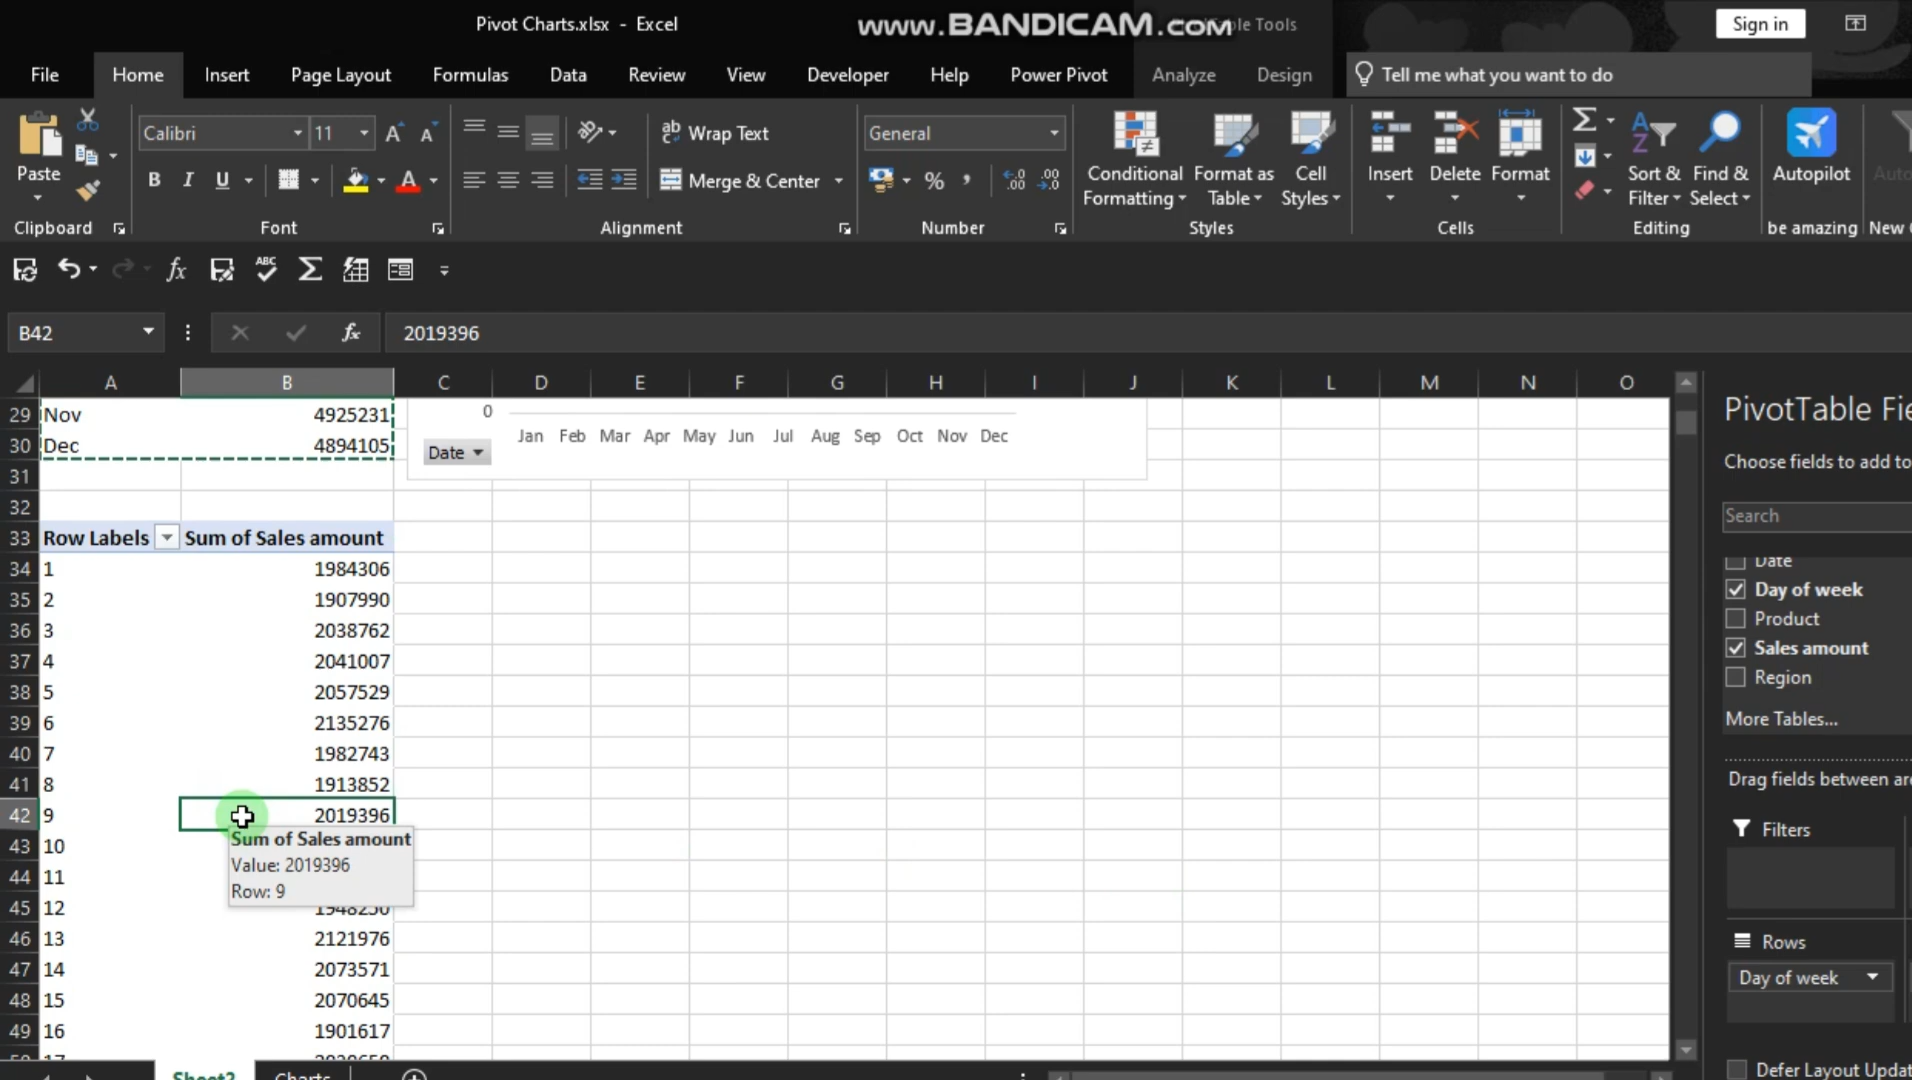 Pivot Charts.xlsx - Excel
www.BANDICAM.com
Table Tools
Sign in
File Home Insert Page Layout Formulas Data Review View Developer Help Power Pivot Analyze Design Tell me what you want to do
Calibri 11
Wrap Text
General
Paste
B I U
Merge & Center
% ,
Conditional Formatting
Format as Table
Cell Styles
Insert
Delete
Format
Sort & Filter
Find & Select
Autopilot
Clipboard Font Alignment Number Styles Cells Editing be amazing New
B42
2019396
A B C D E F G H I J K L M N O
29 Nov 4925231
30 Dec 4894105
31
32
33 Row Labels Sum of Sales amount
34 1 1984306
35 2 1907990
36 3 2038762
37 4 2041007
38 5 2057529
39 6 2135276
40 7 1982743
41 8 1913852
42 9 2019396
43 10
44 11
45 12
46 13 2121976
47 14 2073571
48 15 2070645
49 16 1901617
0
Jan Feb Mar Apr May Jun Jul Aug Sep Oct Nov Dec
Date
Sum of Sales amount
Value: 2019396
Row: 9
PivotTable Fie
Choose fields to add to
Search
Date
Day of week
Product
Sales amount
Region
More Tables...
Drag fields between are
Filters
Rows
Day of week
Defer Layout Updat
Sheet2
Charts